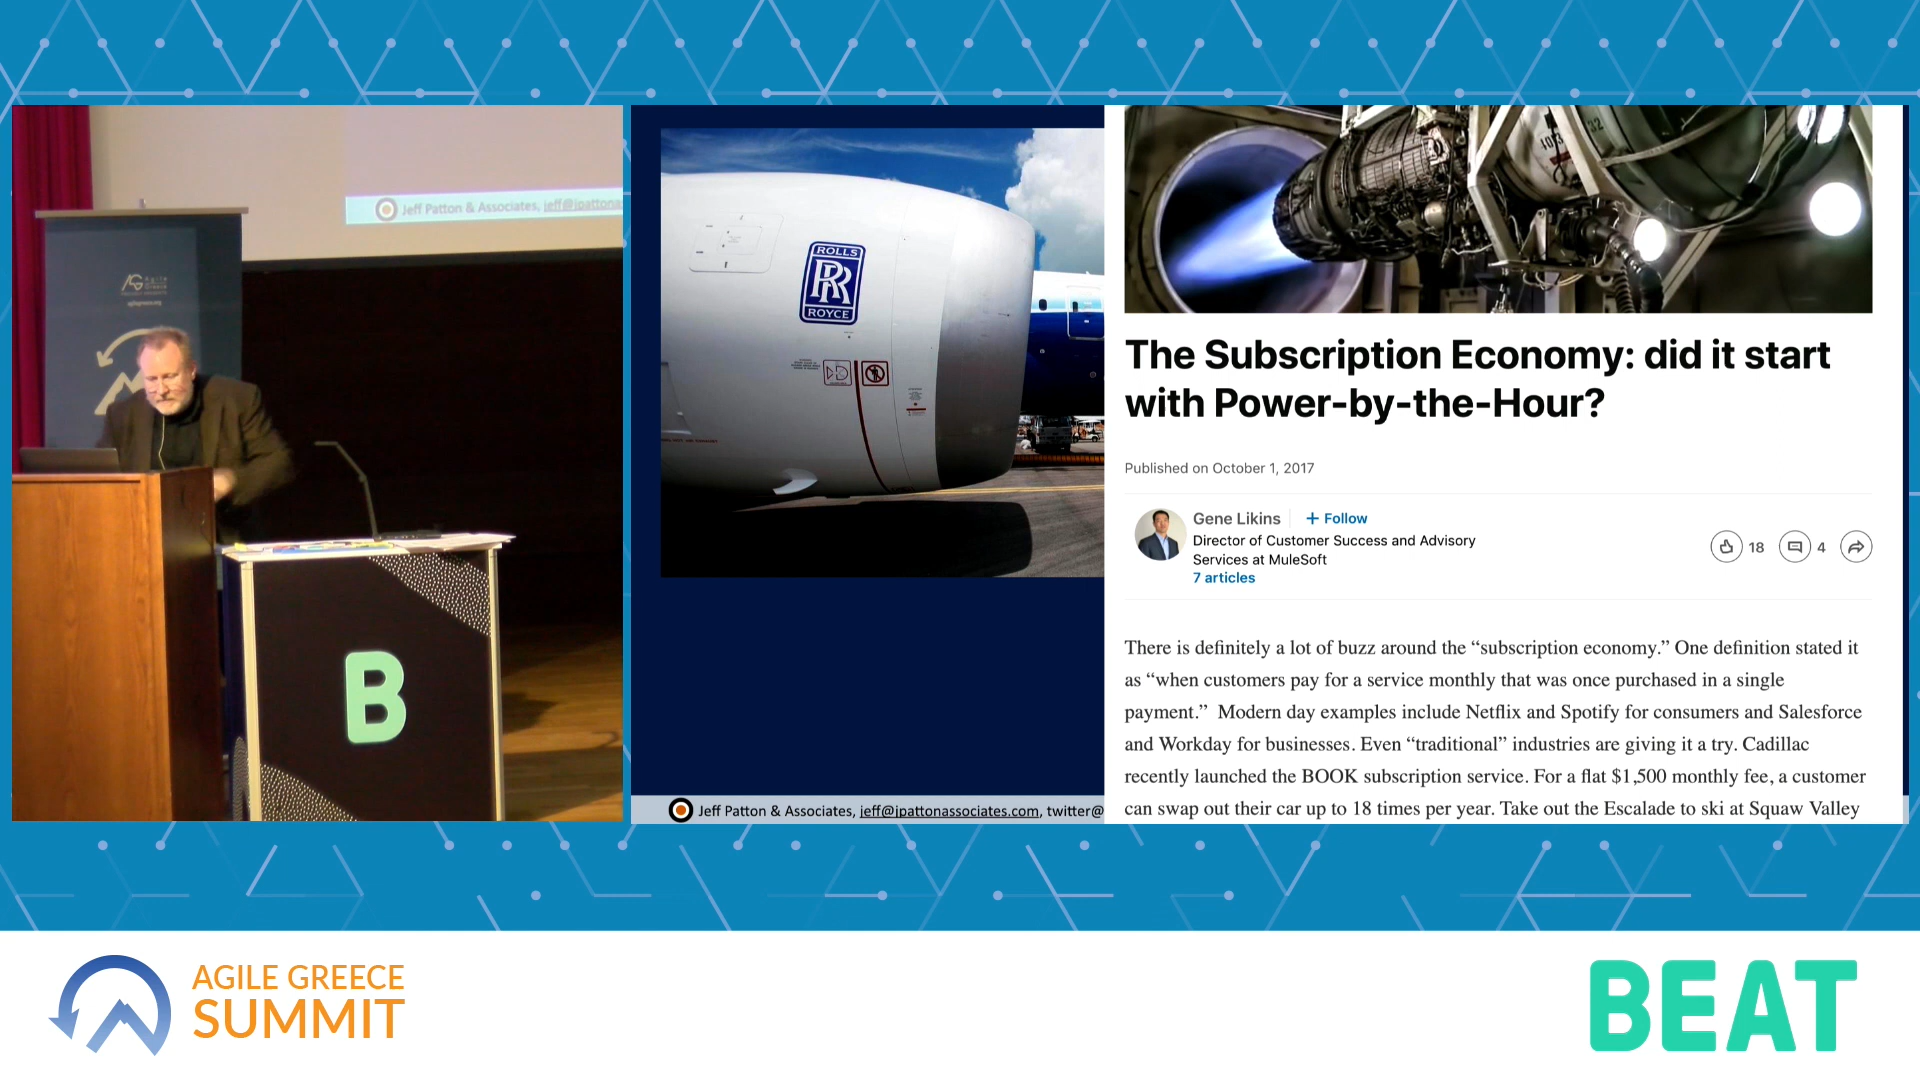 Jeff Patton & Associates, jeff@jpattona
Agile
Greece
ROLLS
RR
ROYCE
B
Jeff Patton & Associates, jeff@jpattonassociates.com, twitter@
The Subscription Economy: did it start
with Power-by-the-Hour?
Published on October 1, 2017
Gene Likins
+ Follow
Director of Customer Success and Advisory
Services at MuleSoft
7 articles
18
4
There is definitely a lot of buzz around the “subscription economy.” One definition stated it
as “when customers pay for a service monthly that was once purchased in a single
payment.” Modern day examples include Netflix and Spotify for consumers and Salesforce
and Workday for businesses. Even “traditional” industries are giving it a try. Cadillac
recently launched the BOOK subscription service. For a flat $1,500 monthly fee, a customer
can swap out their car up to 18 times per year. Take out the Escalade to ski at Squaw Valley
AGILE GREECE
SUMMIT
BEAT